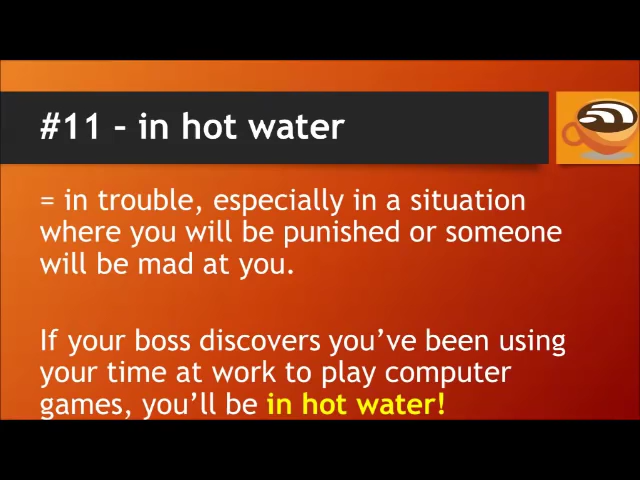 #11 – in hot water
= in trouble, especially in a situation
where you will be punished or someone
will be mad at you.
If your boss discovers you’ve been using
your time at work to play computer
games, you’ll be in hot water!